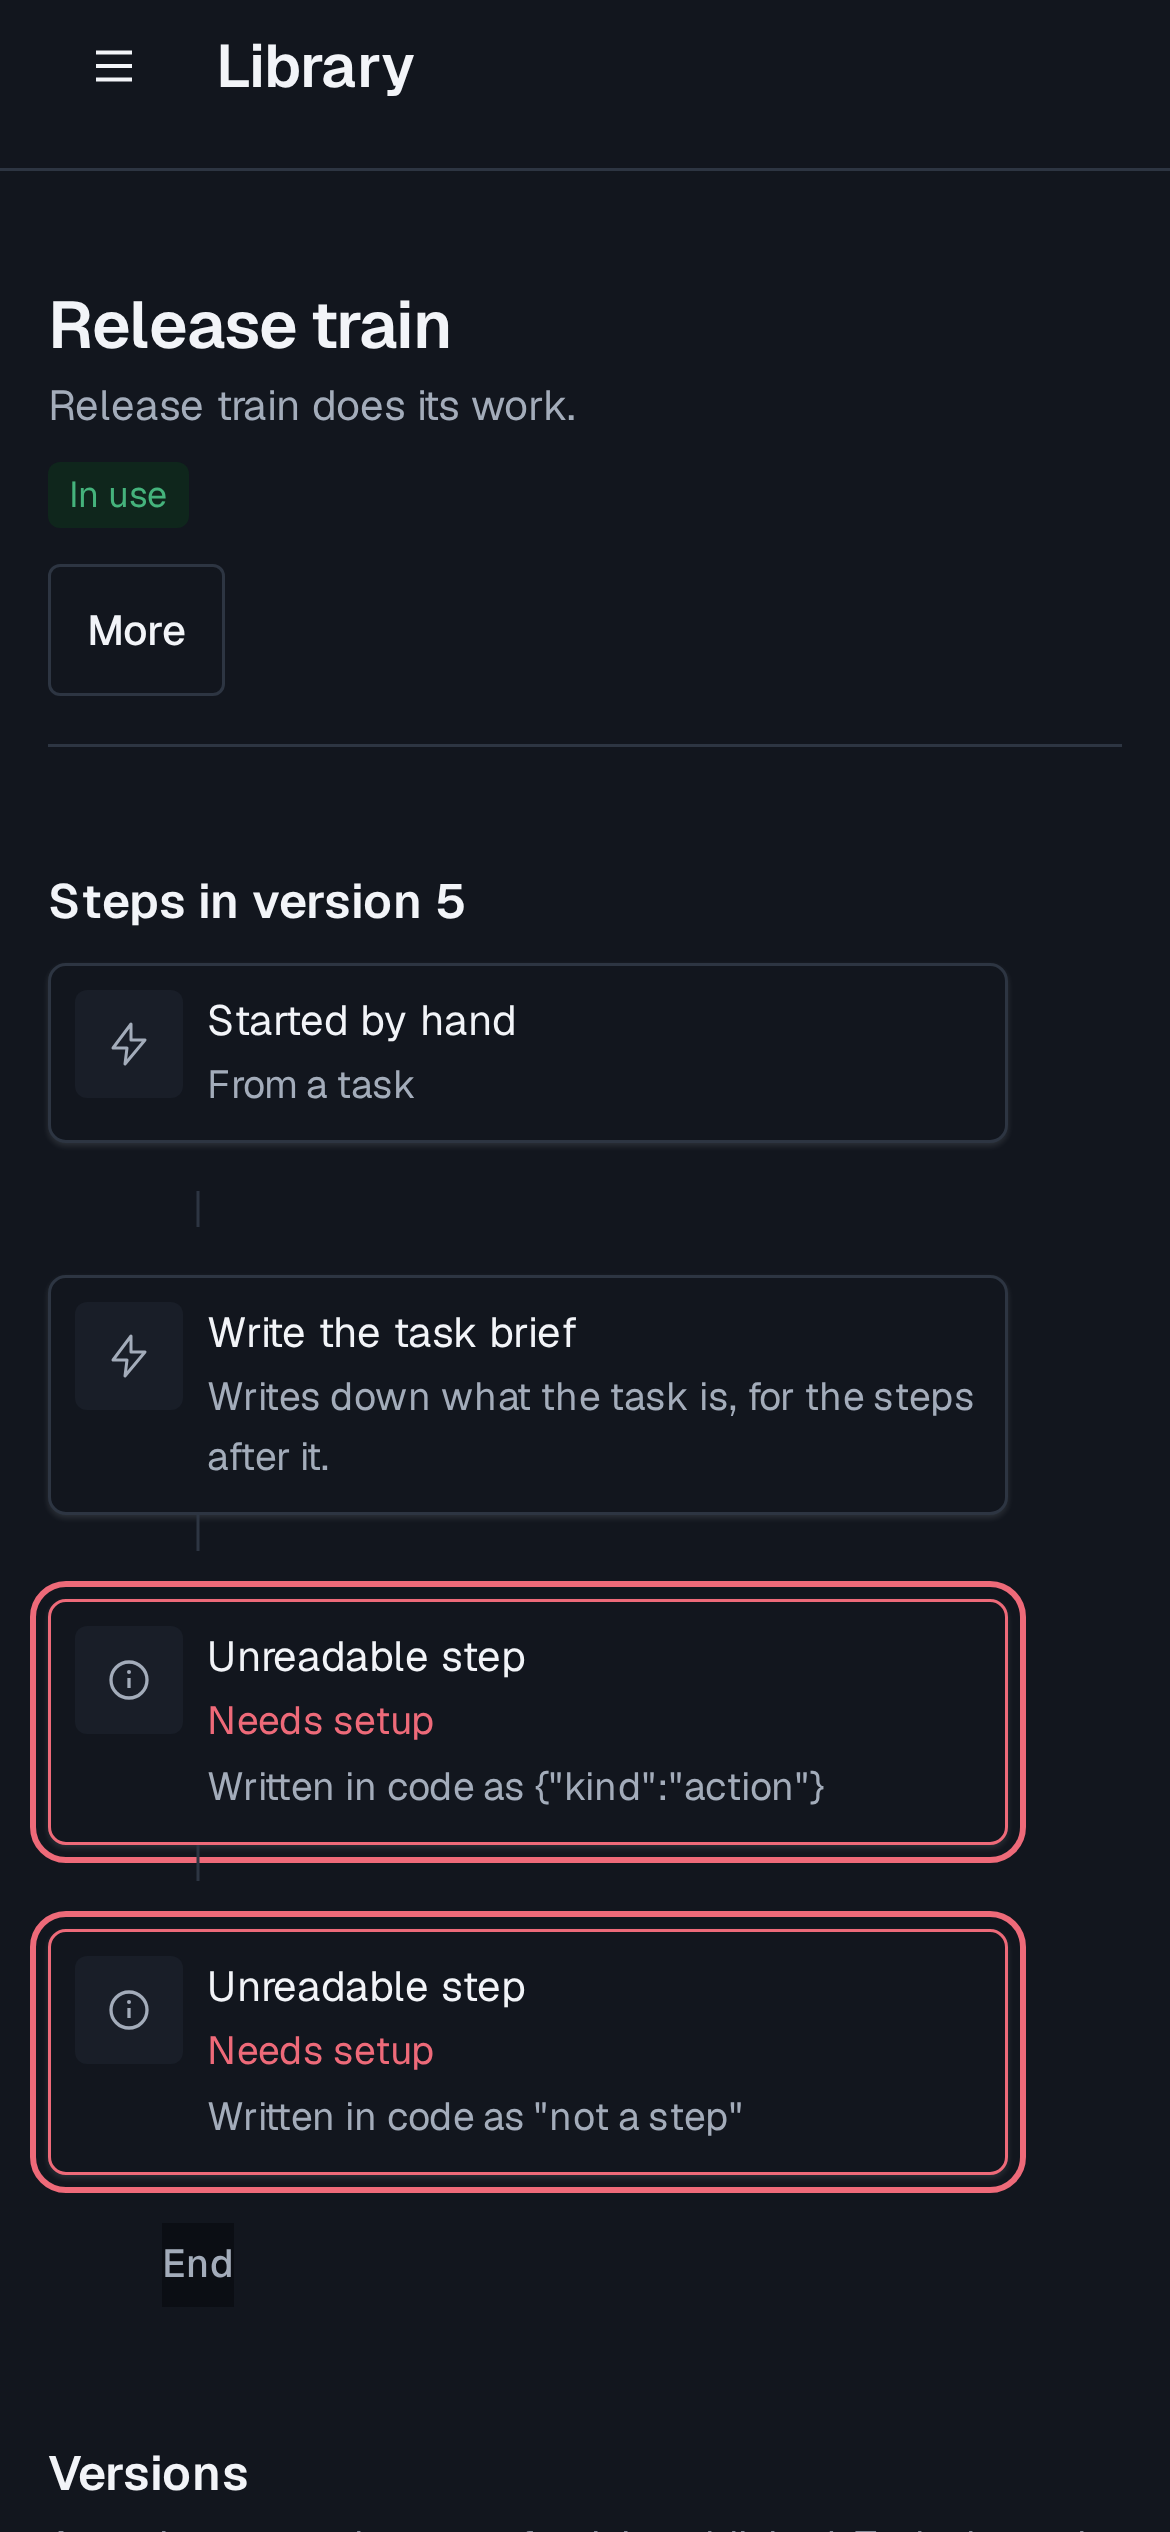 Library
Release train
Release train does its work.
In use
More
Steps in version 5
Started by hand
From a task
Write the task brief
Writes down what the task is, for the steps
after it.
Unreadable step
Needs setup
Written in code as {"kind":"action"}
Unreadable step
Needs setup
Written in code as "not a step"
End
Versions